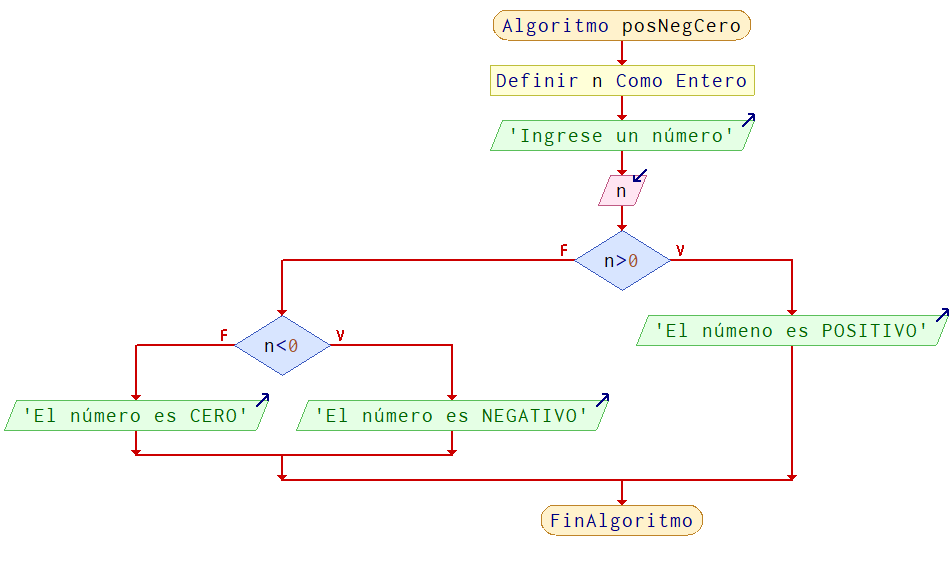 Algoritmo posNegCero
Definir n Como Entero
'Ingrese un número'
n
n>0
F
V
n<0
F
V
'El númeno es POSITIVO'
'El número es CERO'
'El número es NEGATIVO'
FinAlgoritmo